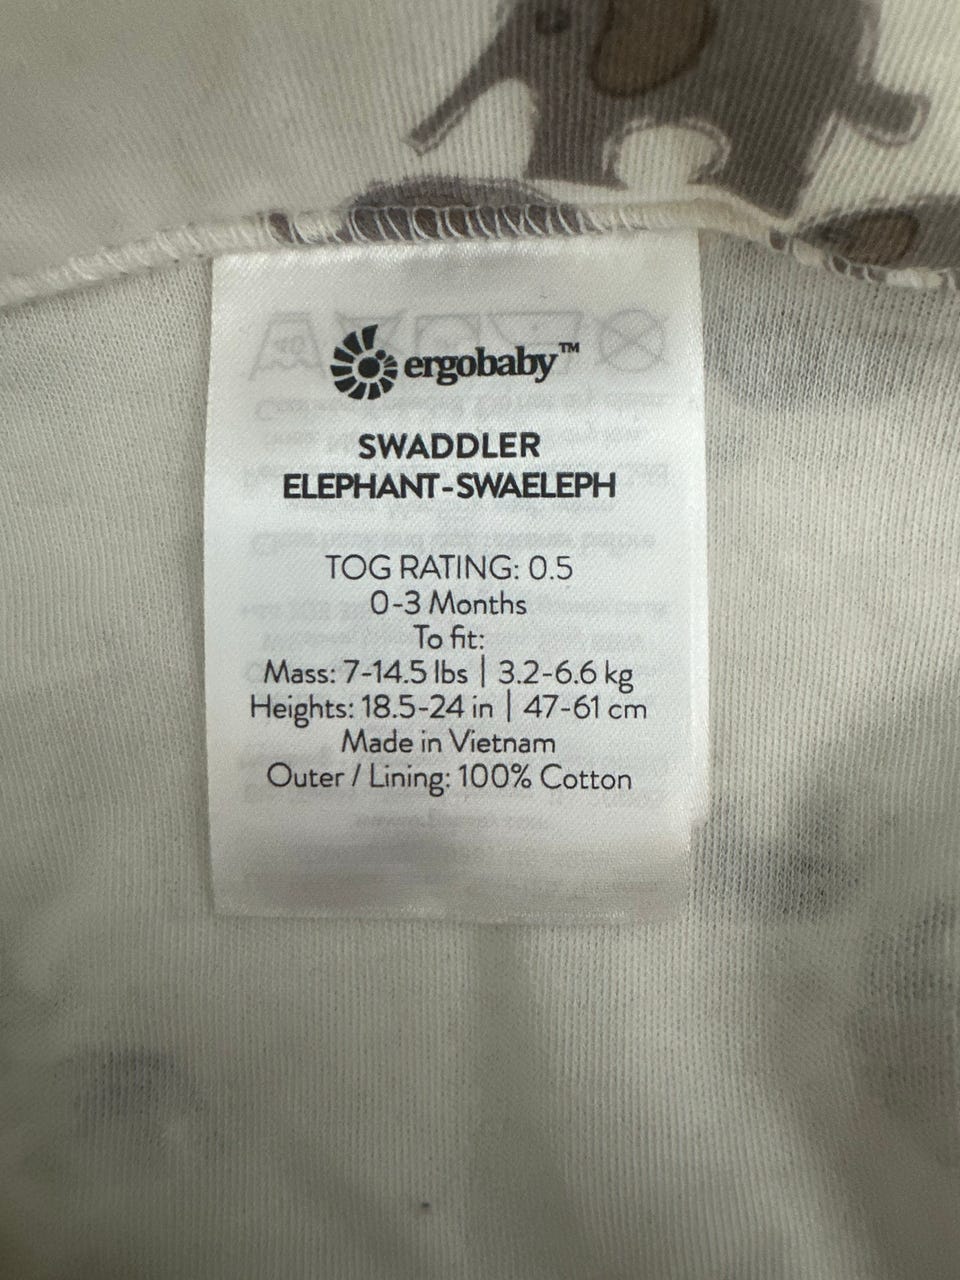 ergobaby™
SWADDLER
ELEPHANT-SWAELEPH
TOG RATING: 0.5
0-3 Months
To fit:
Mass: 7-14.5 lbs | 3.2-6.6 kg
Heights: 18.5-24 in | 47-61 cm
Made in Vietnam
Outer / Lining: 100% Cotton